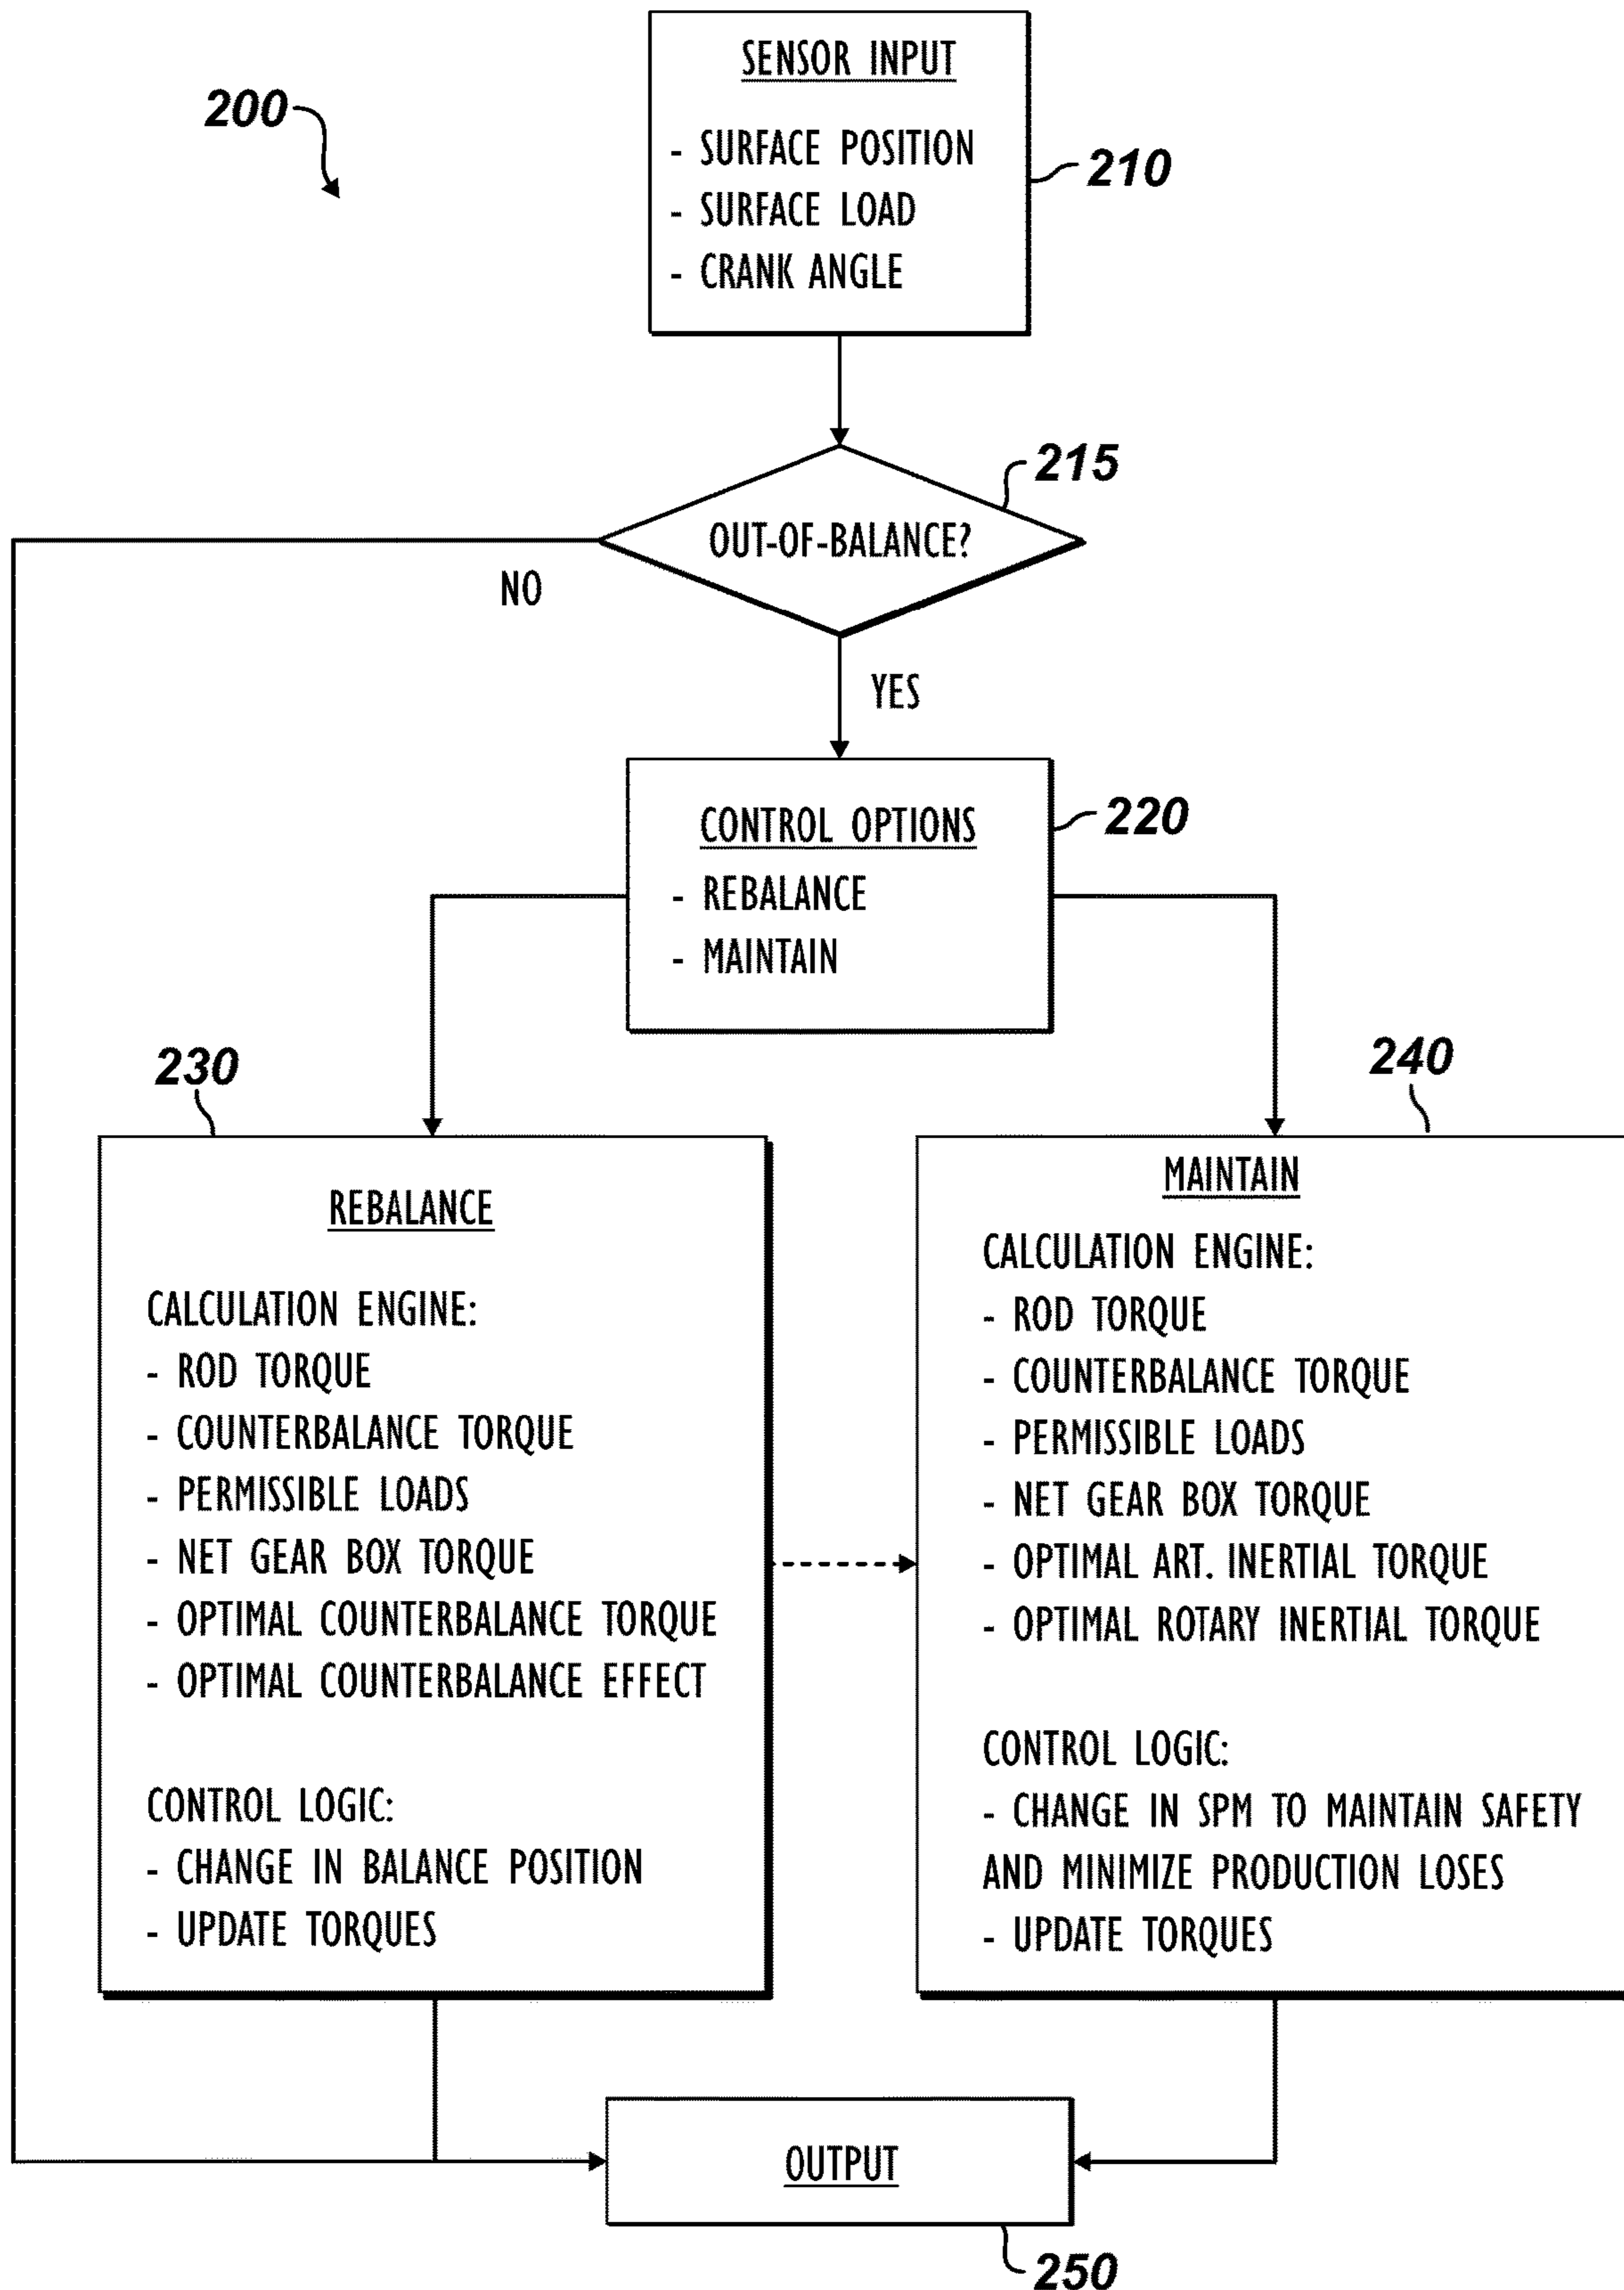 200
SENSOR INPUT
- SURFACE POSITION
- SURFACE LOAD
- CRANK ANGLE
210
OUT-OF-BALANCE?
215
NO
YES
CONTROL OPTIONS
- REBALANCE
- MAINTAIN
220
230
REBALANCE
CALCULATION ENGINE:
- ROD TORQUE
- COUNTERBALANCE TORQUE
- PERMISSIBLE LOADS
- NET GEAR BOX TORQUE
- OPTIMAL COUNTERBALANCE TORQUE
- OPTIMAL COUNTERBALANCE EFFECT
CONTROL LOGIC:
- CHANGE IN BALANCE POSITION
- UPDATE TORQUES
240
MAINTAIN
CALCULATION ENGINE:
- ROD TORQUE
- COUNTERBALANCE TORQUE
- PERMISSIBLE LOADS
- NET GEAR BOX TORQUE
- OPTIMAL ART. INERTIAL TORQUE
- OPTIMAL ROTARY INERTIAL TORQUE
CONTROL LOGIC:
- CHANGE IN SPM TO MAINTAIN SAFETY
AND MINIMIZE PRODUCTION LOSES
- UPDATE TORQUES
OUTPUT
250